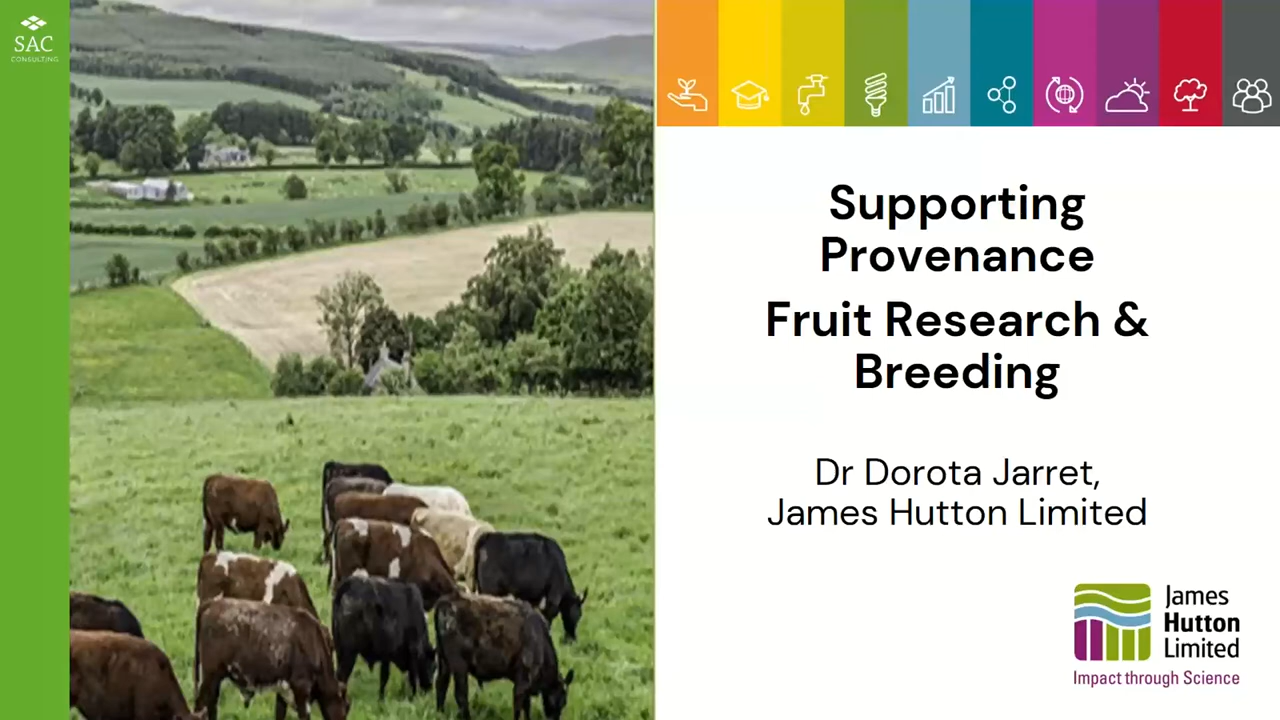 SAC
CONSULTING
Supporting
Provenance
Fruit Research &
Breeding
Dr Dorota Jarret,
James Hutton Limited
James
Hutton
Limited
Impact through Science